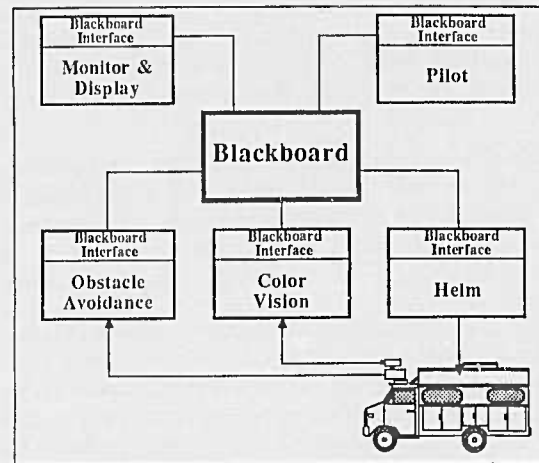 Blackboard
Interface
Monitor &
Display
Blackboard
Interface
Pilot
Blackboard
Blackboard
Interface
Obstacle
Avoidance
Blackboard
Interface
Color
Vision
Blackboard
Interface
Helm